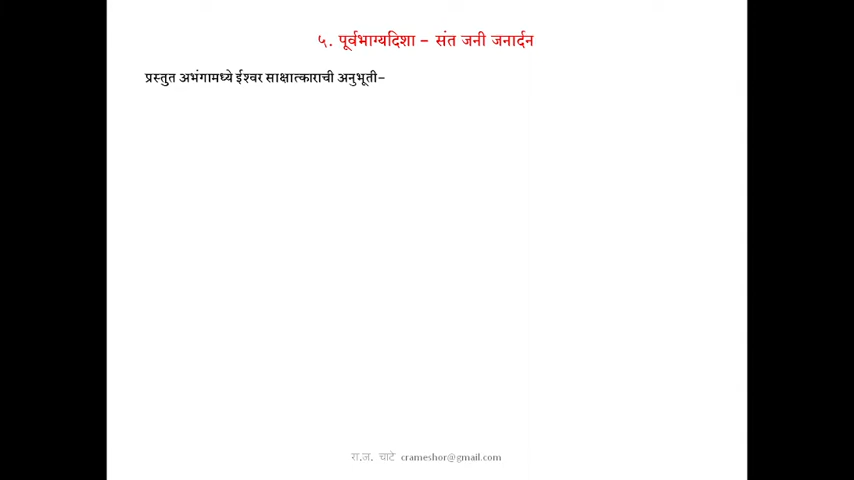 ५. पूर्वभाग्यदिशा – संत जनी जनार्दन
प्रस्तुत अभंगामध्ये ईश्वर साक्षात्काराची अनुभूती–
रा.ज. चाटे crameshor@gmail.com